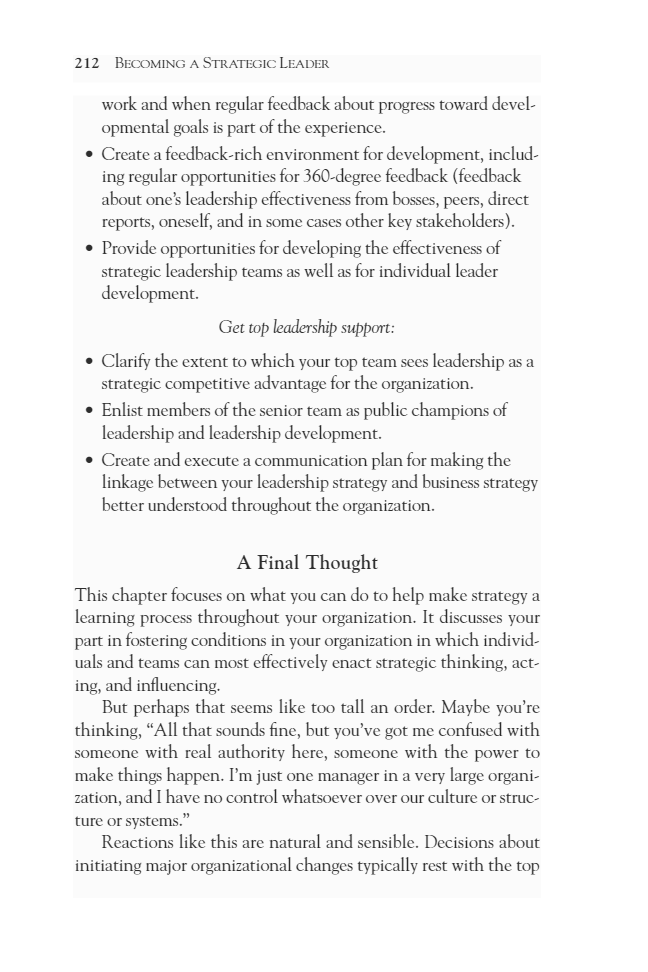 212 BECOMING A STRATEGIC LEADER
work and when regular feedback about progress toward devel-
opmental goals is part of the experience.
• Create a feedback-rich environment for development, includ-
ing regular opportunities for 360-degree feedback (feedback
about one’s leadership effectiveness from bosses, peers, direct
reports, oneself, and in some cases other key stakeholders).
• Provide opportunities for developing the effectiveness of
strategic leadership teams as well as for individual leader
development.
Get top leadership support:
• Clarify the extent to which your top team sees leadership as a
strategic competitive advantage for the organization.
• Enlist members of the senior team as public champions of
leadership and leadership development.
• Create and execute a communication plan for making the
linkage between your leadership strategy and business strategy
better understood throughout the organization.
A Final Thought
This chapter focuses on what you can do to help make strategy a
learning process throughout your organization. It discusses your
part in fostering conditions in your organization in which individ-
uals and teams can most effectively enact strategic thinking, act-
ing, and influencing.
But perhaps that seems like too tall an order. Maybe you’re
thinking, “All that sounds fine, but you’ve got me confused with
someone with real authority here, someone with the power to
make things happen. I’m just one manager in a very large organi-
zation, and I have no control whatsoever over our culture or struc-
ture or systems.”
Reactions like this are natural and sensible. Decisions about
initiating major organizational changes typically rest with the top